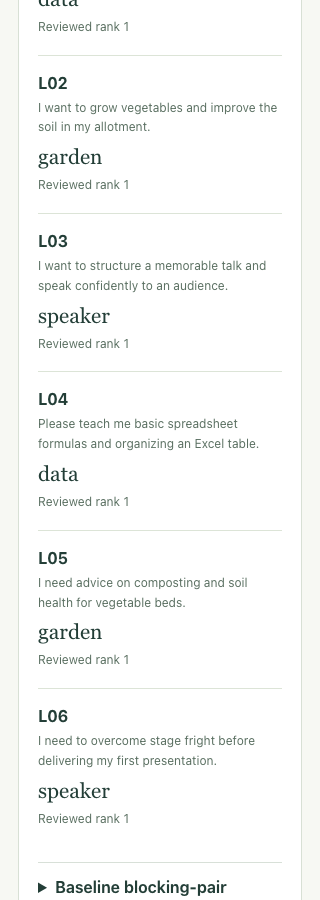 data
Reviewed rank 1
L02
I want to grow vegetables and improve the
soil in my allotment.
garden
Reviewed rank 1
L03
I want to structure a memorable talk and
speak confidently to an audience.
speaker
Reviewed rank 1
L04
Please teach me basic spreadsheet
formulas and organizing an Excel table.
data
Reviewed rank 1
L05
I need advice on composting and soil
health for vegetable beds.
garden
Reviewed rank 1
L06
I need to overcome stage fright before
delivering my first presentation.
speaker
Reviewed rank 1
Baseline blocking-pair